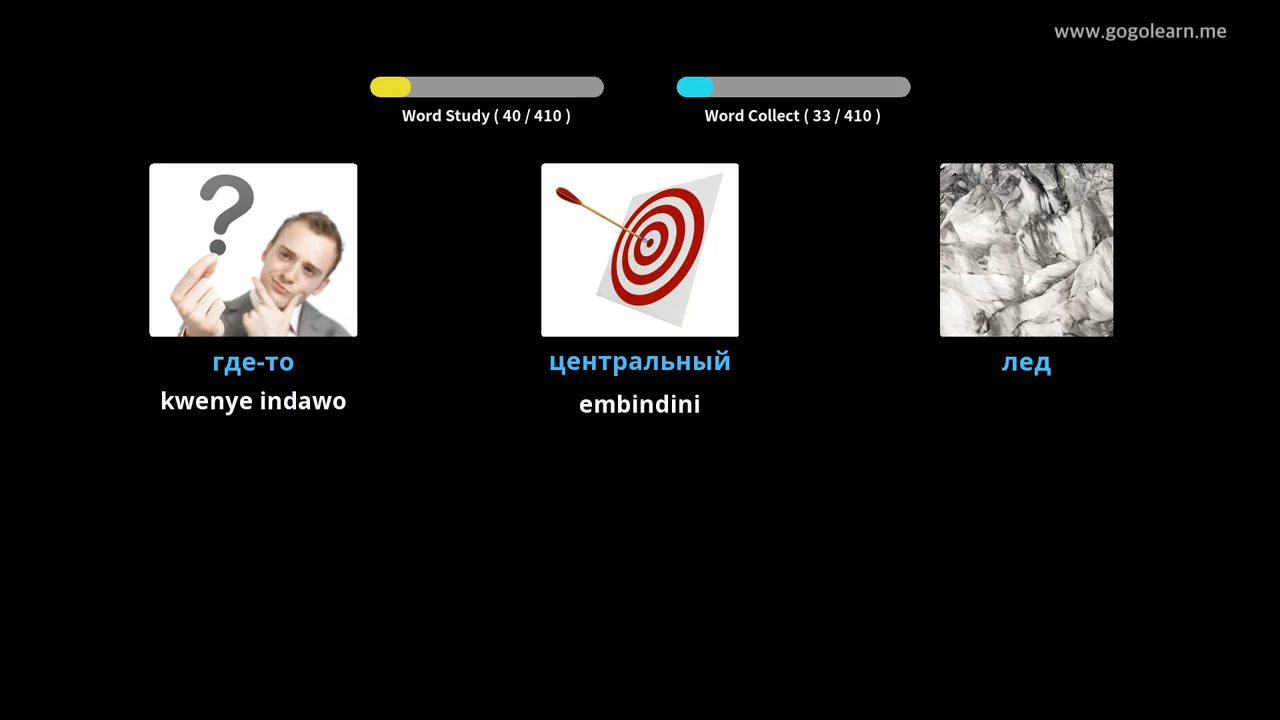 www.gogolearn.me
Word Study ( 40 / 410 )
Word Collect ( 33 / 410 )
где-то
центральный
лед
kwenye indawo
embindini